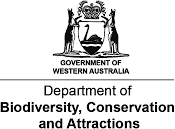 GOVERNMENT OF
WESTERN AUSTRALIA
Department of
Biodiversity, Conservation
and Attractions